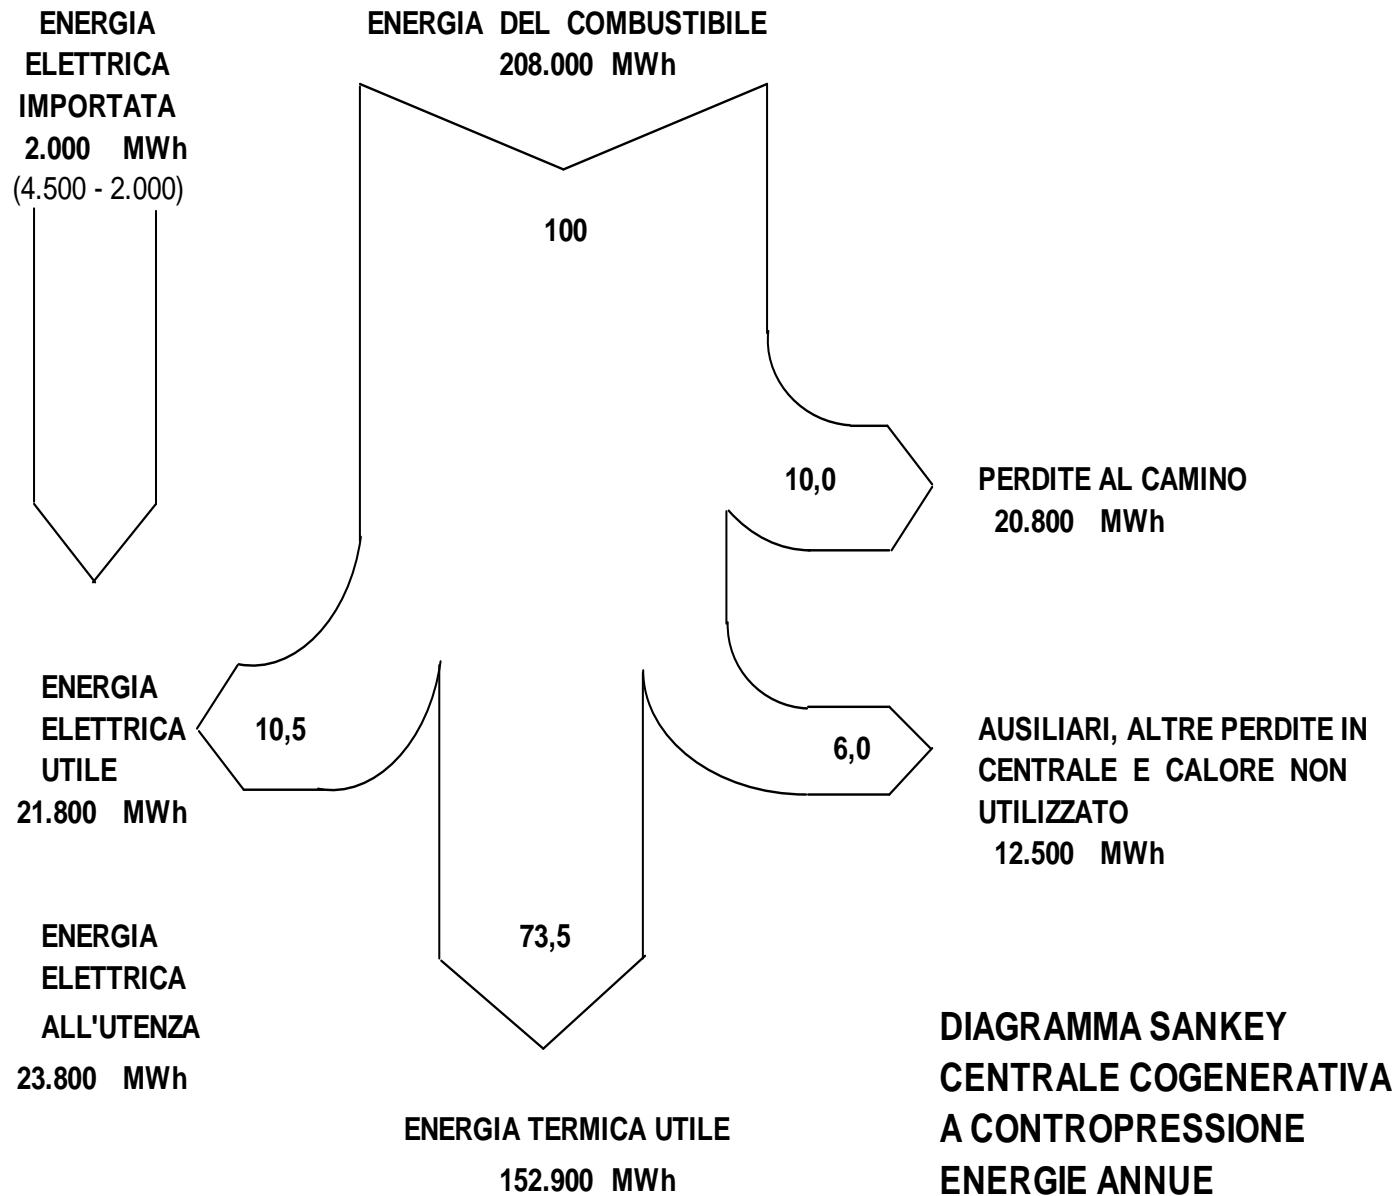 ENERGIA
ELETTRICA
IMPORTATA
2.000 MWh
(4.500 - 2.000)
ENERGIA DEL COMBUSTIBILE
208.000 MWh
100
10,0
PERDITE AL CAMINO
20.800 MWh
ENERGIA
ELETTRICA
UTILE
21.800 MWh
10,5
6,0
AUSILIARI, ALTRE PERDITE IN
CENTRALE E CALORE NON
UTILIZZATO
12.500 MWh
ENERGIA
ELETTRICA
ALL'UTENZA
23.800 MWh
73,5
ENERGIA TERMICA UTILE
152.900 MWh
DIAGRAMMA SANKEY
CENTRALE COGENERATIVA
A CONTROPRESSIONE
ENERGIE ANNUE